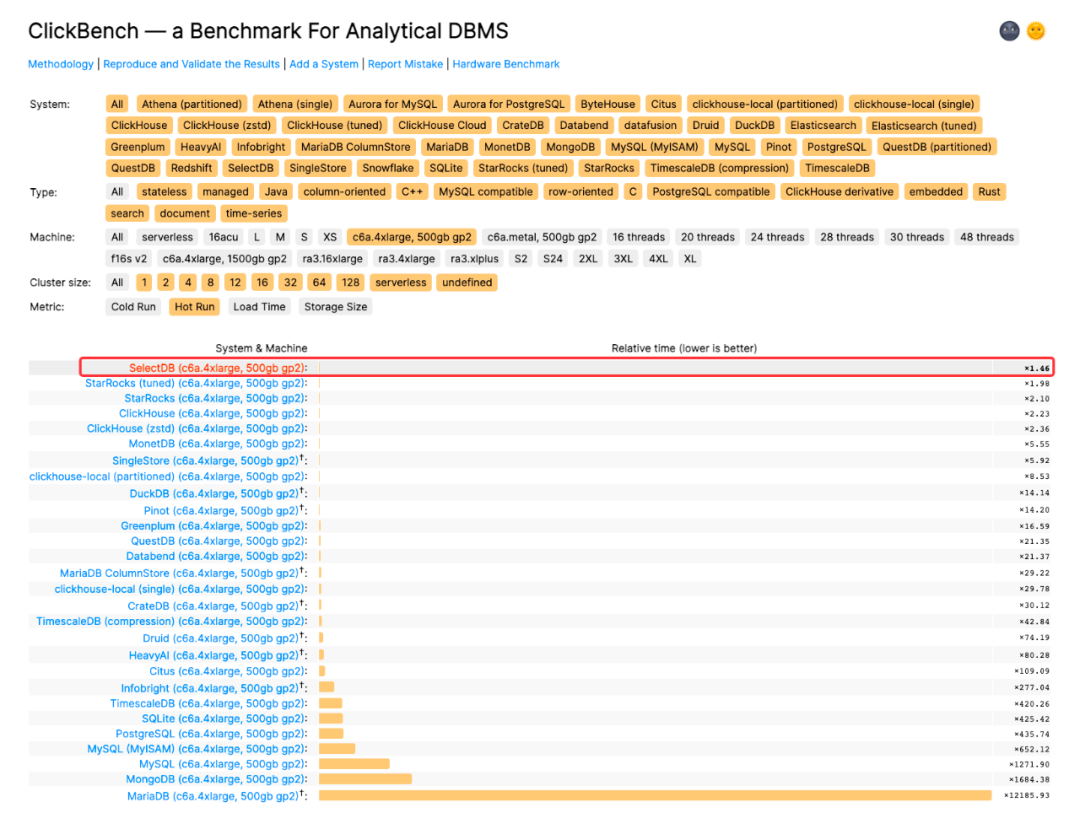 ClickBench — a Benchmark For Analytical DBMS
Methodology | Reproduce and Validate the Results | Add a System | Report Mistake | Hardware Benchmark
System: All Athena (partitioned) Athena (single) Aurora for MySQL Aurora for PostgreSQL ByteHouse Citus clickhouse-local (partitioned) clickhouse-local (single)
ClickHouse ClickHouse (zstd) ClickHouse (tuned) ClickHouse Cloud CrateDB Databend datafusion Druid DuckDB Elasticsearch Elasticsearch (tuned)
Greenplum HeavyAI Infobright MariaDB ColumnStore MariaDB MonetDB MongoDB MySQL (MyISAM) MySQL Pinot PostgreSQL QuestDB (partitioned)
QuestDB Redshift SelectDB SingleStore Snowflake SQLite StarRocks (tuned) StarRocks TimescaleDB (compression) TimescaleDB
Type: All stateless managed Java column-oriented C++ MySQL compatible row-oriented C PostgreSQL compatible ClickHouse derivative embedded Rust
search document time-series
Machine: All serverless 16acu L M S XS c6a.4xlarge, 500gb gp2 c6a.metal, 500gb gp2 16 threads 20 threads 24 threads 28 threads 30 threads 48 threads
f16s v2 c6a.4xlarge, 1500gb gp2 ra3.16xlarge ra3.4xlarge ra3.xlplus S2 S24 2XL 3XL 4XL XL
Cluster size: All 1 2 4 8 12 16 32 64 128 serverless undefined
Metric: Cold Run Hot Run Load Time Storage Size
System & Machine Relative time (lower is better)
SelectDB (c6a.4xlarge, 500gb gp2): ×1.46
StarRocks (tuned) (c6a.4xlarge, 500gb gp2): ×1.98
StarRocks (c6a.4xlarge, 500gb gp2): ×2.10
ClickHouse (c6a.4xlarge, 500gb gp2): ×2.23
ClickHouse (zstd) (c6a.4xlarge, 500gb gp2): ×2.36
MonetDB (c6a.4xlarge, 500gb gp2): ×5.55
SingleStore (c6a.4xlarge, 500gb gp2)†: ×5.92
clickhouse-local (partitioned) (c6a.4xlarge, 500gb gp2): ×8.53
DuckDB (c6a.4xlarge, 500gb gp2)†: ×14.14
Pinot (c6a.4xlarge, 500gb gp2)†: ×14.20
Greenplum (c6a.4xlarge, 500gb gp2): ×16.59
QuestDB (c6a.4xlarge, 500gb gp2): ×21.35
Databend (c6a.4xlarge, 500gb gp2): ×21.37
MariaDB ColumnStore (c6a.4xlarge, 500gb gp2)†: ×29.22
clickhouse-local (single) (c6a.4xlarge, 500gb gp2): ×29.78
CrateDB (c6a.4xlarge, 500gb gp2)†: ×30.12
TimescaleDB (compression) (c6a.4xlarge, 500gb gp2): ×42.84
Druid (c6a.4xlarge, 500gb gp2)†: ×74.19
HeavyAI (c6a.4xlarge, 500gb gp2)†: ×80.28
Citus (c6a.4xlarge, 500gb gp2): ×109.09
Infobright (c6a.4xlarge, 500gb gp2)†: ×277.04
TimescaleDB (c6a.4xlarge, 500gb gp2): ×420.26
SQLite (c6a.4xlarge, 500gb gp2): ×425.42
PostgreSQL (c6a.4xlarge, 500gb gp2): ×435.74
MySQL (MyISAM) (c6a.4xlarge, 500gb gp2): ×652.12
MySQL (c6a.4xlarge, 500gb gp2): ×1271.90
MongoDB (c6a.4xlarge, 500gb gp2): ×1684.38
MariaDB (c6a.4xlarge, 500gb gp2)†: ×12185.93